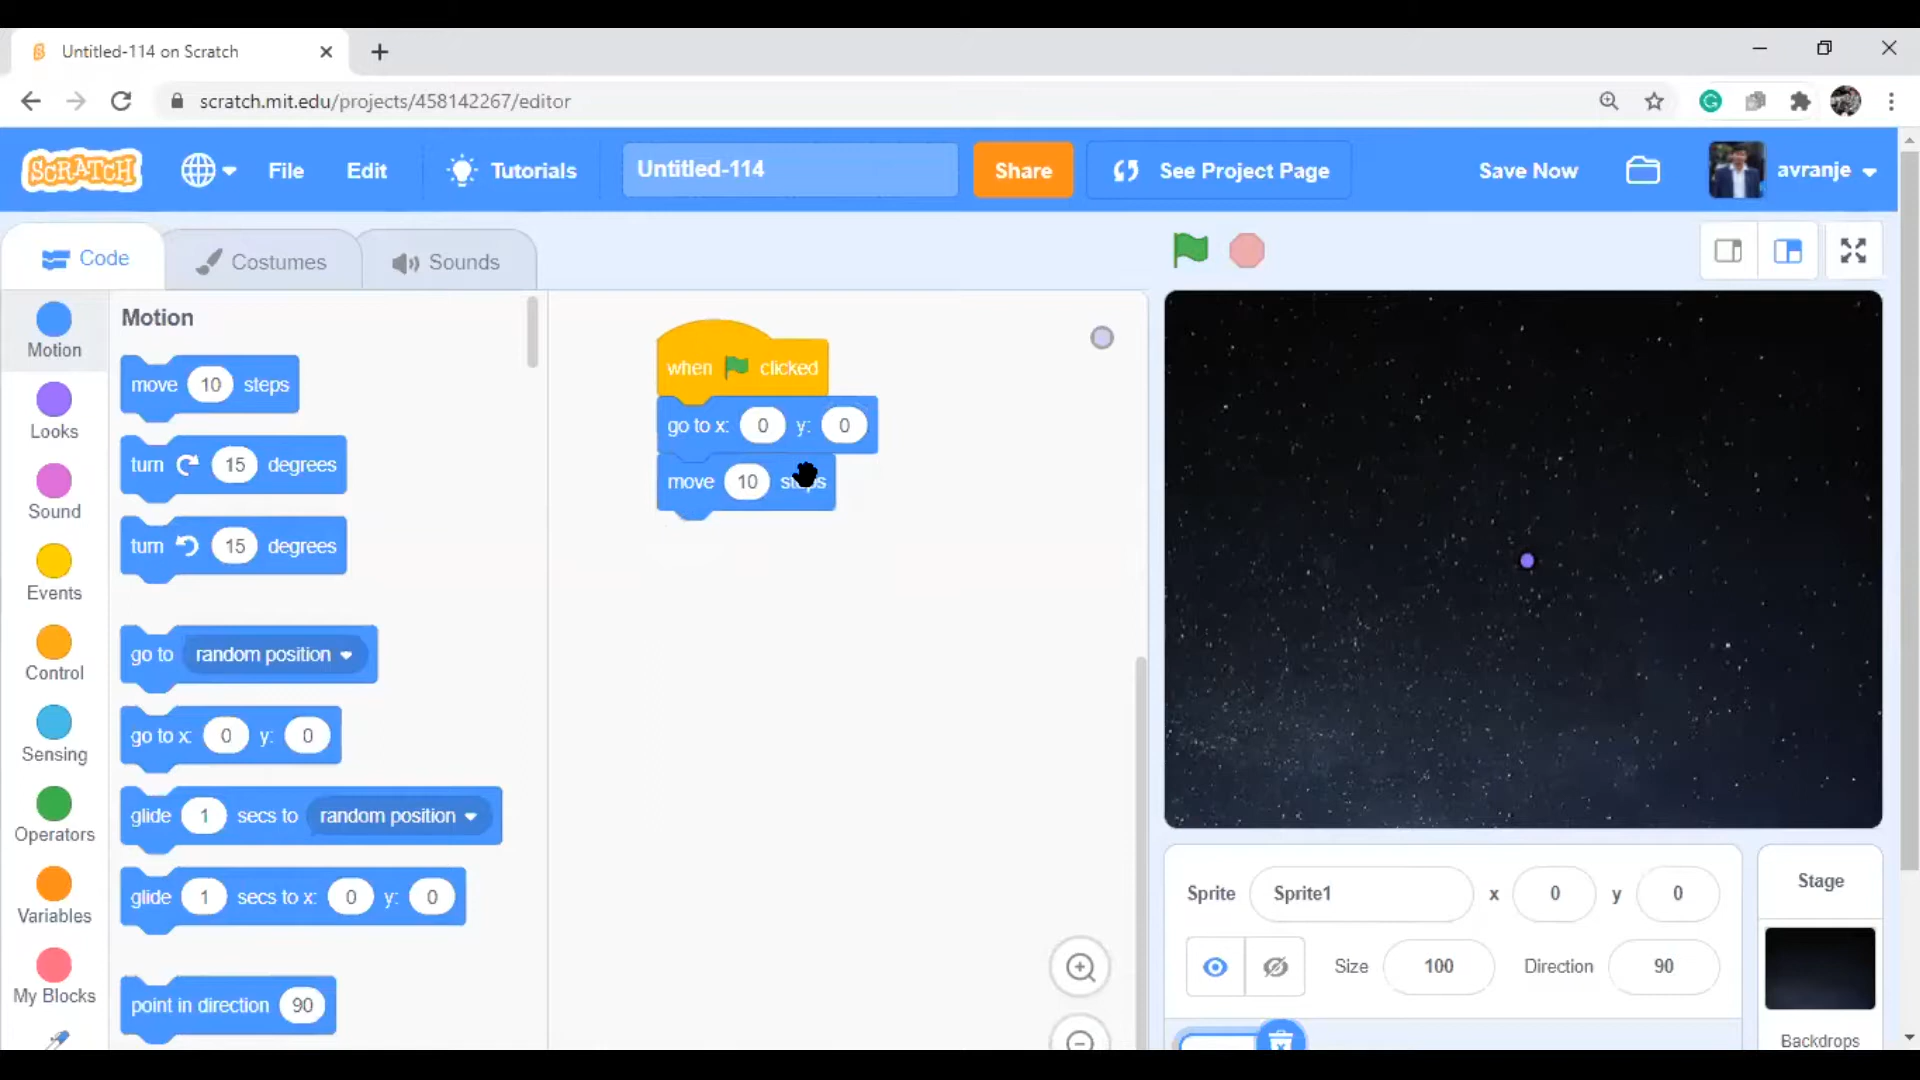 Untitled-114 on Scratch
scratch.mit.edu/projects/458142267/editor
SCRATCH
File
Edit
Tutorials
Untitled-114
Share
See Project Page
Save Now
avranje
Code
Costumes
Sounds
Motion
Looks
Sound
Events
Control
Sensing
Operators
Variables
My Blocks
Motion
move 10 steps
turn 15 degrees
turn 15 degrees
go to random position
go to x: 0 y: 0
glide 1 secs to random position
glide 1 secs to x: 0 y: 0
point in direction 90
when clicked
go to x: 0 y: 0
move 10 steps
Sprite Sprite1 x 0 y 0
Size 100 Direction 90
Stage
Backdrops